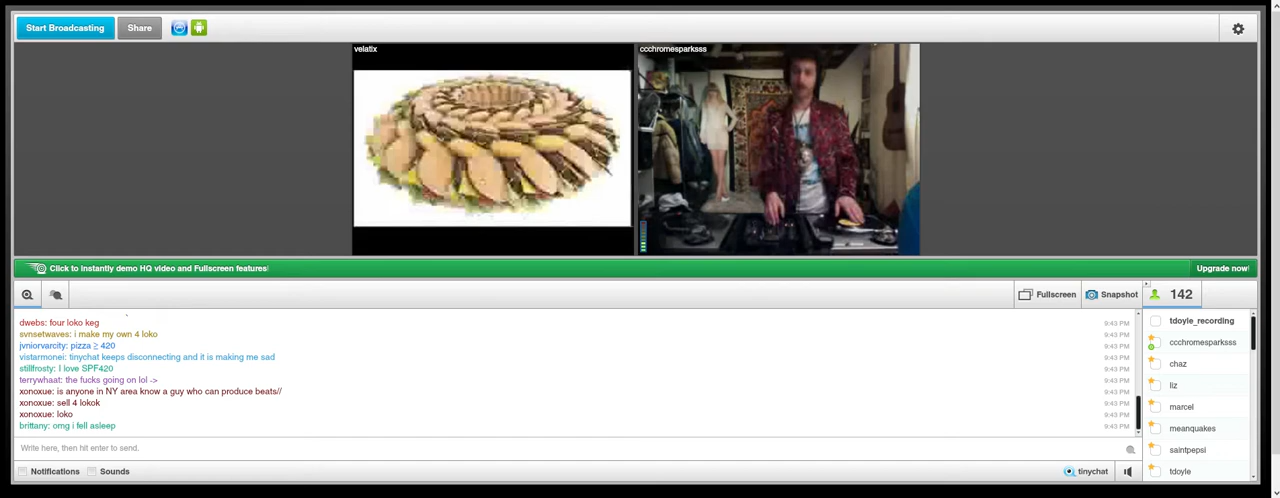 Start Broadcasting
Share
velatix
ccchromesparksss
Click to instantly demo HQ video and Fullscreen features!
Upgrade now!
Fullscreen
Snapshot
142
dwebs: four loko keg 9:43 PM
svnsetwaves: i make my own 4 loko 9:43 PM
jvniorvarcity: pizza ≥ 420 9:43 PM
vistarmonei: tinychat keeps disconnecting and it is making me sad 9:43 PM
stillfrosty: I love SPF420 9:43 PM
terrywhaat: the fucks going on lol -> 9:43 PM
xonoxue: is anyone in NY area know a guy who can produce beats// 9:43 PM
xonoxue: sell 4 lokok 9:43 PM
xonoxue: loko 9:43 PM
brittany: omg i fell asleep 9:43 PM
tdoyle_recording
ccchromesparksss
chaz
liz
marcel
meanquakes
saintpepsi
tdoyle
Write here, then hit enter to send.
Notifications
Sounds
tinychat